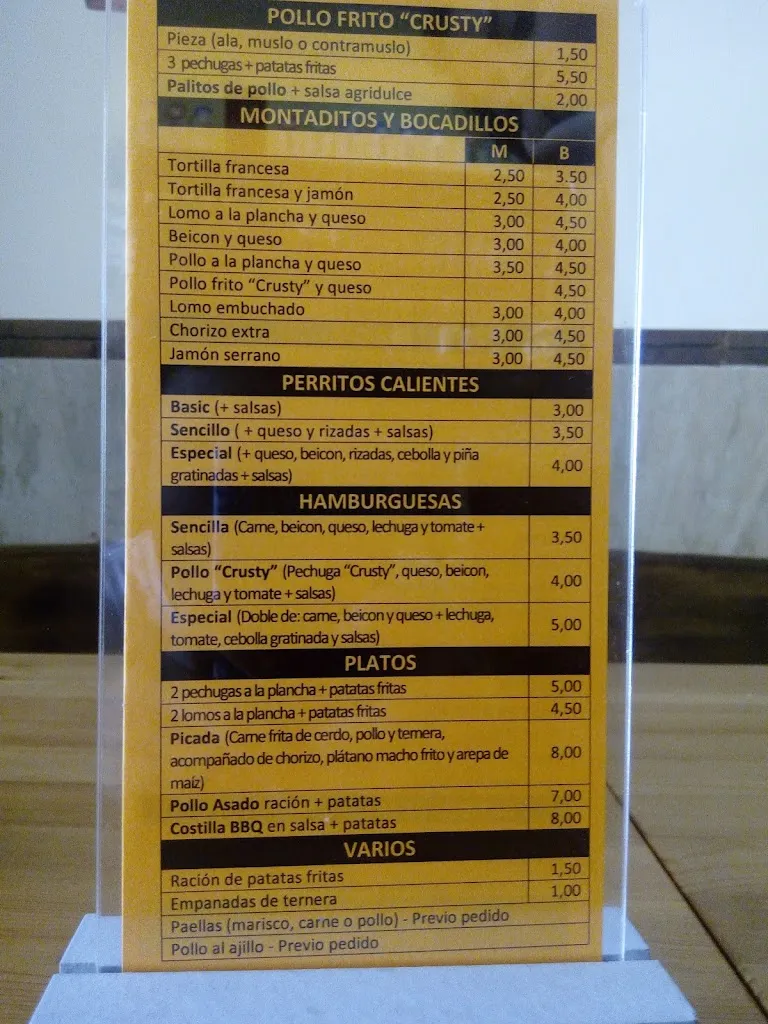 POLLO FRITO “CRUSTY”
Pieza (ala, muslo o contramuslo) 1,50
3 pechugas + patatas fritas 5,50
Palitos de pollo + salsa agridulce 2,00
MONTADITOS Y BOCADILLOS
M B
Tortilla francesa 2,50 3.50
Tortilla francesa y jamón 2,50 4,00
Lomo a la plancha y queso 3,00 4,50
Beicon y queso 3,00 4,00
Pollo a la plancha y queso 3,50 4,50
Pollo frito “Crusty” y queso 4,50
Lomo embuchado 3,00 4,00
Chorizo extra 3,00 4,50
Jamón serrano 3,00 4,50
PERRITOS CALIENTES
Basic (+ salsas) 3,00
Sencillo ( + queso y rizadas + salsas) 3,50
Especial (+ queso, beicon, rizadas, cebolla y piña
gratinadas + salsas) 4,00
HAMBURGUESAS
Sencilla (Carne, beicon, queso, lechuga y tomate +
salsas) 3,50
Pollo “Crusty” (Pechuga “Crusty”, queso, beicon,
lechuga y tomate + salsas) 4,00
Especial (Doble de: carne, beicon y queso + lechuga,
tomate, cebolla gratinada y salsas) 5,00
PLATOS
2 pechugas a la plancha + patatas fritas 5,00
2 lomos a la plancha + patatas fritas 4,50
Picada (Carne frita de cerdo, pollo y ternera,
acompañado de chorizo, plátano macho frito y arepa de 8,00
maíz)
Pollo Asado ración + patatas 7,00
Costilla BBQ en salsa + patatas 8,00
VARIOS
Ración de patatas fritas 1,50
Empanadas de ternera 1,00
Paellas (marisco, carne o pollo) - Previo pedido
Pollo al ajillo - Previo pedido